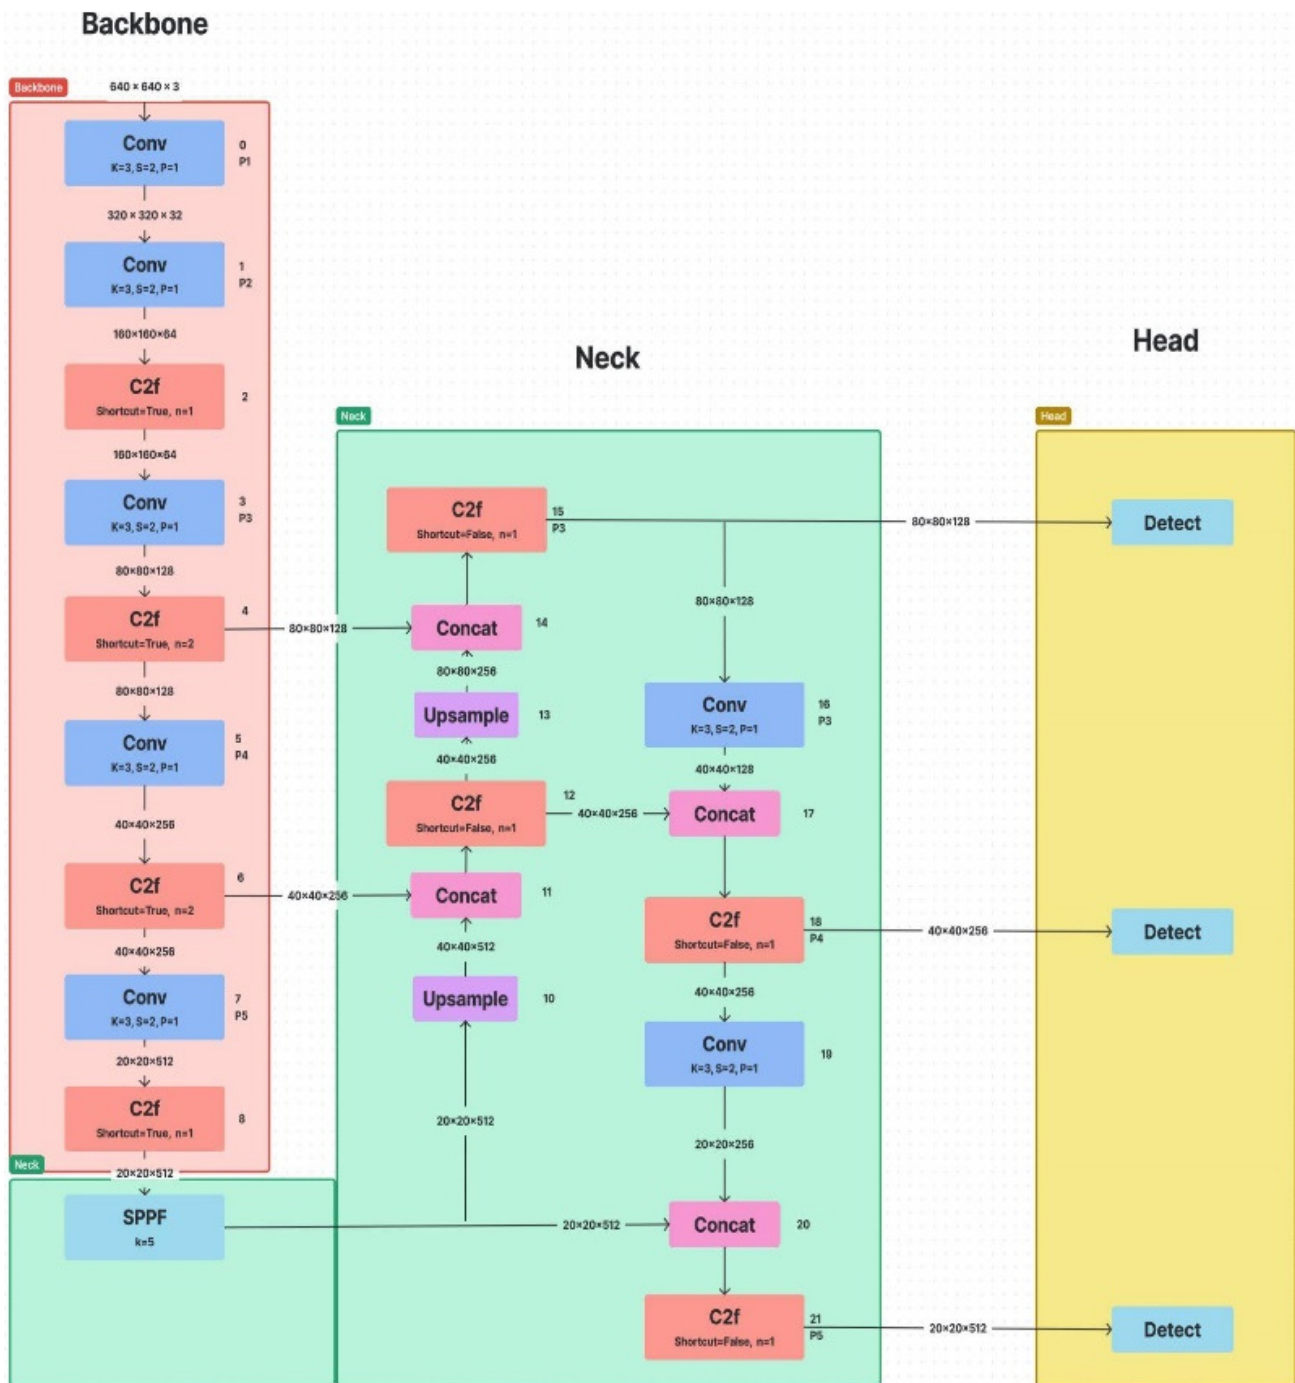 Backbone
Backbone
640 × 640 × 3
Conv
K=3, S=2, P=1
0
P1
320 × 320 × 32
Conv
K=3, S=2, P=1
1
P2
160×160×64
C2f
Shortcut=True, n=1
2
160×160×64
Conv
K=3, S=2, P=1
3
P3
80×80×128
C2f
Shortcut=True, n=2
4
80×80×128
80×80×128
Conv
K=3, S=2, P=1
5
P4
40×40×256
C2f
Shortcut=True, n=2
6
40×40×256
40×40×256
Conv
K=3, S=2, P=1
7
P5
20×20×512
C2f
Shortcut=True, n=1
8
Neck
20×20×512
SPPF
k=5
Neck
Neck
C2f
Shortcut=False, n=1
15
P3
80×80×128
Concat
14
80×80×256
Upsample
13
40×40×256
C2f
Shortcut=False, n=1
12
40×40×256
Concat
11
40×40×512
Upsample
10
20×20×512
20×20×512
80×80×128
Conv
K=3, S=2, P=1
16
P3
40×40×128
Concat
17
C2f
Shortcut=False, n=1
18
P4
40×40×256
40×40×256
Conv
K=3, S=2, P=1
19
20×20×256
Concat
20
C2f
Shortcut=False, n=1
21
P5
20×20×512
Head
Head
Detect
Detect
Detect